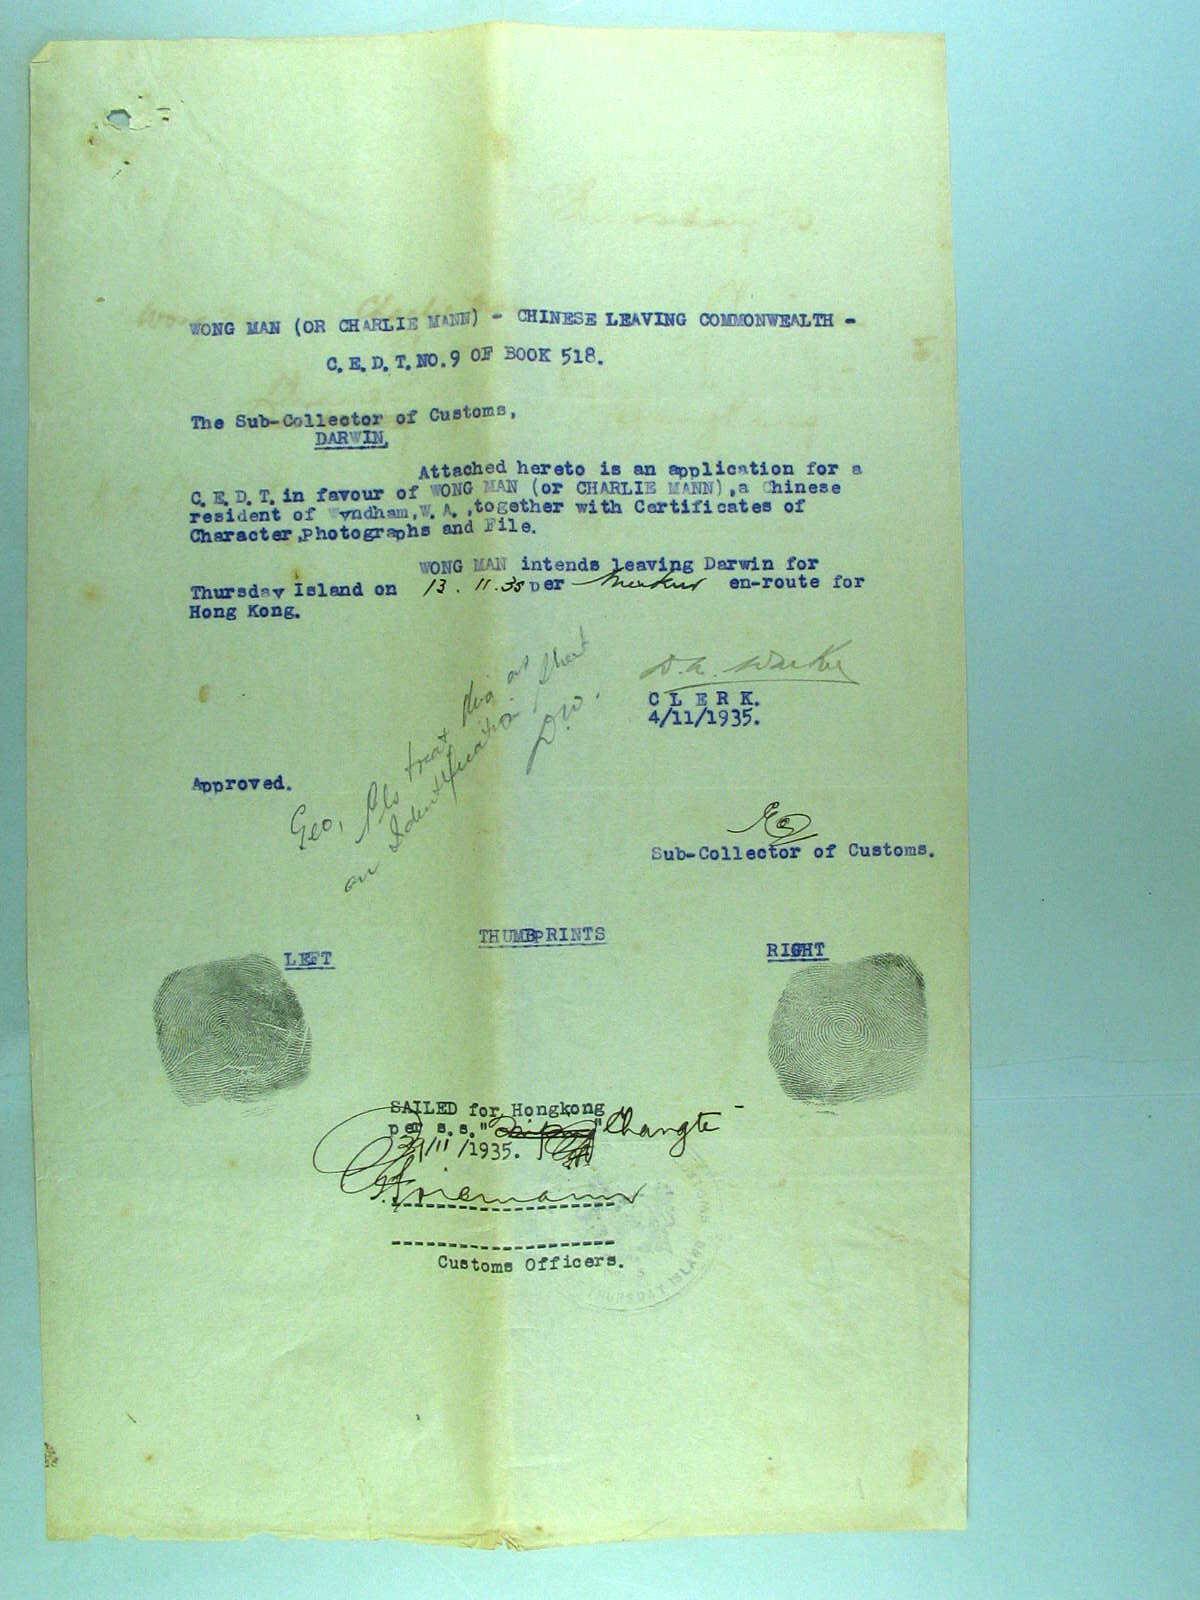 WONG MAN (OR CHARLIE MANN) - CHINESE LEAVING COMMONWEALTH -
C.E.D.T.NO.9 OF BOOK 518.
The Sub-Collector of Customs,
DARWIN.
Attached hereto is an application for a
C.E.D.T. in favour of WONG MAN (or CHARLIE MANN), a Chinese
resident of Wyndham, W.A., together with Certificates of
Character, Photographs and File.
WONG MAN intends leaving Darwin for
Thursday Island on 13.11.35 per Merkur en-route for
Hong Kong.
CLERK.
4/11/1935.
Geo, Pls treat this as
an Identification Sheet
D.W.
Approved.
Sub-Collector of Customs.
THUMBPRINTS
LEFT
RIGHT
SAILED for Hongkong
per s.s." "Changte"
/11/1935.
Customs Officers.
THURSDAY ISLAND